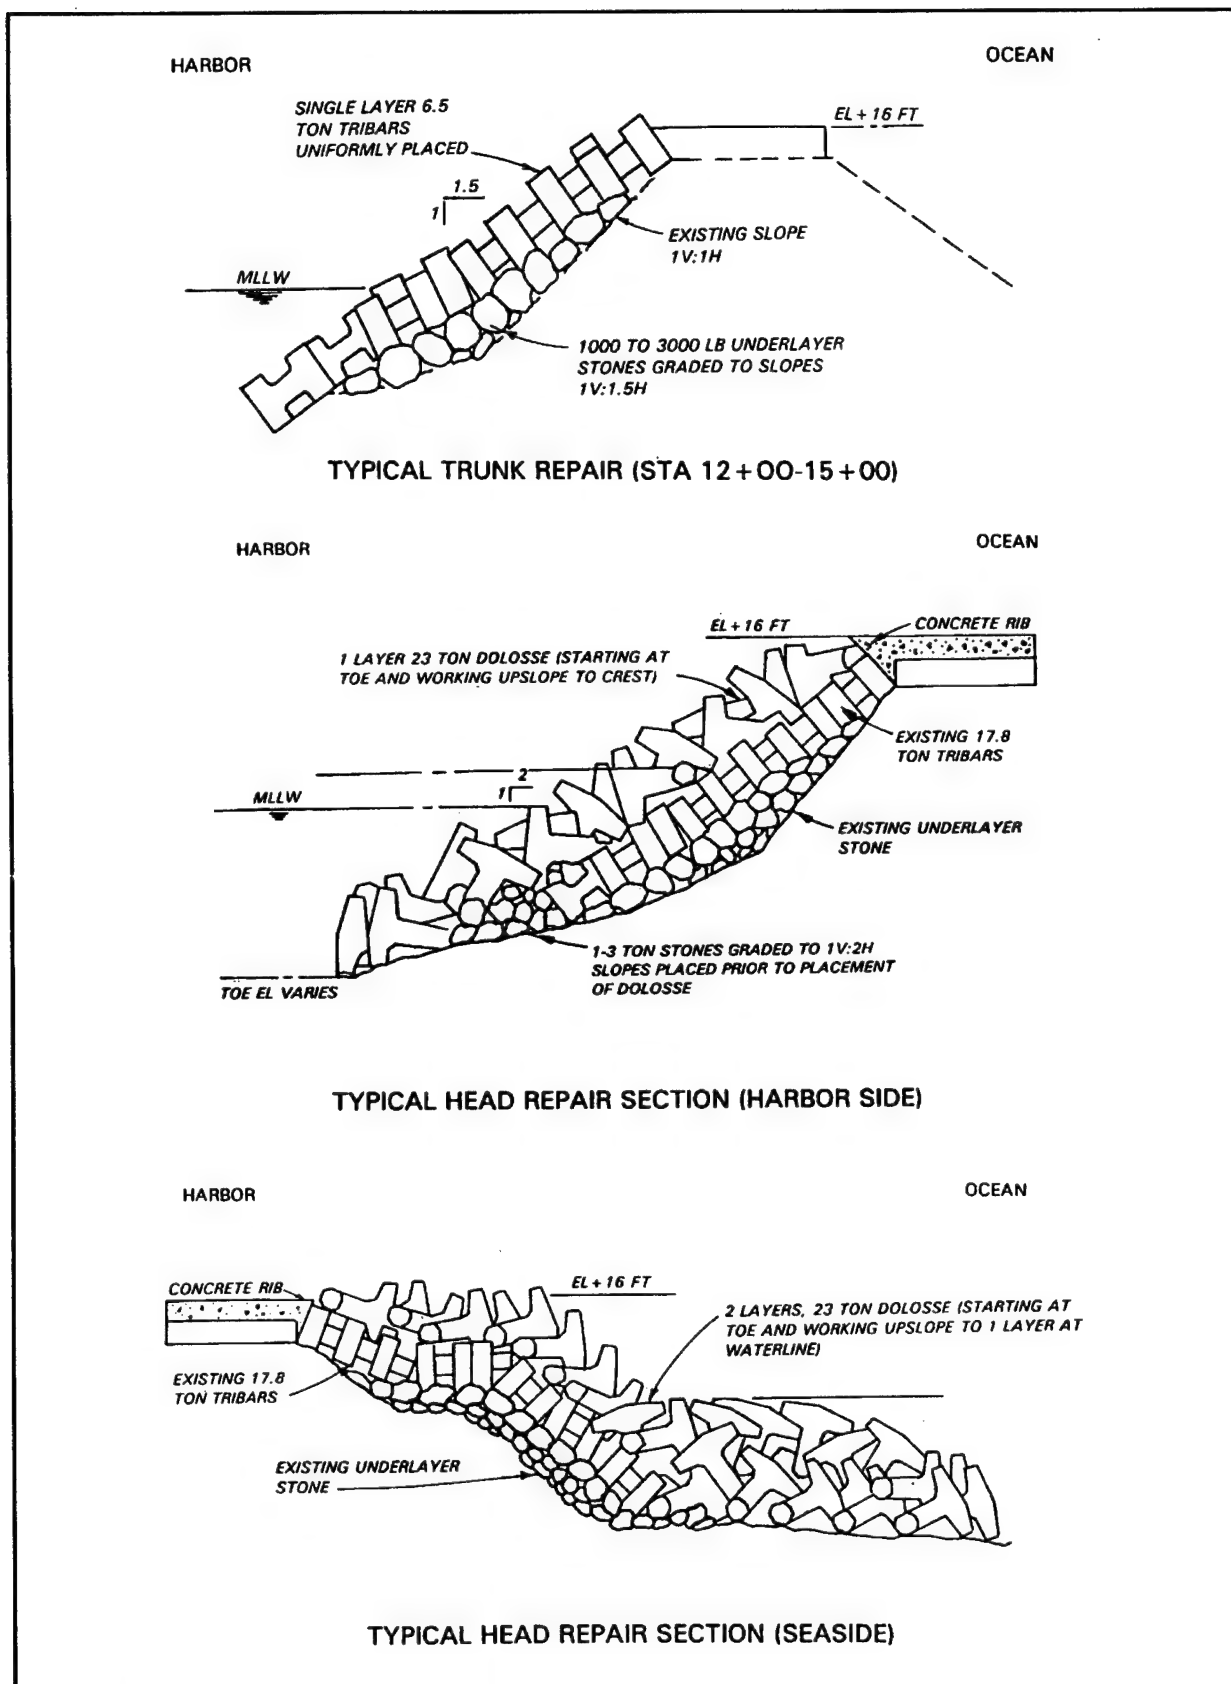 HARBOR
OCEAN
SINGLE LAYER 6.5
TON TRIBARS
UNIFORMLY PLACED
EL + 16 FT
1.5
1
EXISTING SLOPE
1V:1H
MLLW
1000 TO 3000 LB UNDERLAYER
STONES GRADED TO SLOPES
1V:1.5H
TYPICAL TRUNK REPAIR (STA 12+00-15+00)
HARBOR
OCEAN
EL + 16 FT
CONCRETE RIB
1 LAYER 23 TON DOLOSSE (STARTING AT
TOE AND WORKING UPSLOPE TO CREST)
EXISTING 17.8
TON TRIBARS
2
1
MLLW
EXISTING UNDERLAYER
STONE
1-3 TON STONES GRADED TO 1V:2H
SLOPES PLACED PRIOR TO PLACEMENT
OF DOLOSSE
TOE EL VARIES
TYPICAL HEAD REPAIR SECTION (HARBOR SIDE)
HARBOR
OCEAN
CONCRETE RIB
EL + 16 FT
2 LAYERS, 23 TON DOLOSSE (STARTING AT
TOE AND WORKING UPSLOPE TO 1 LAYER AT
WATERLINE)
EXISTING 17.8
TON TRIBARS
EXISTING UNDERLAYER
STONE
TYPICAL HEAD REPAIR SECTION (SEASIDE)